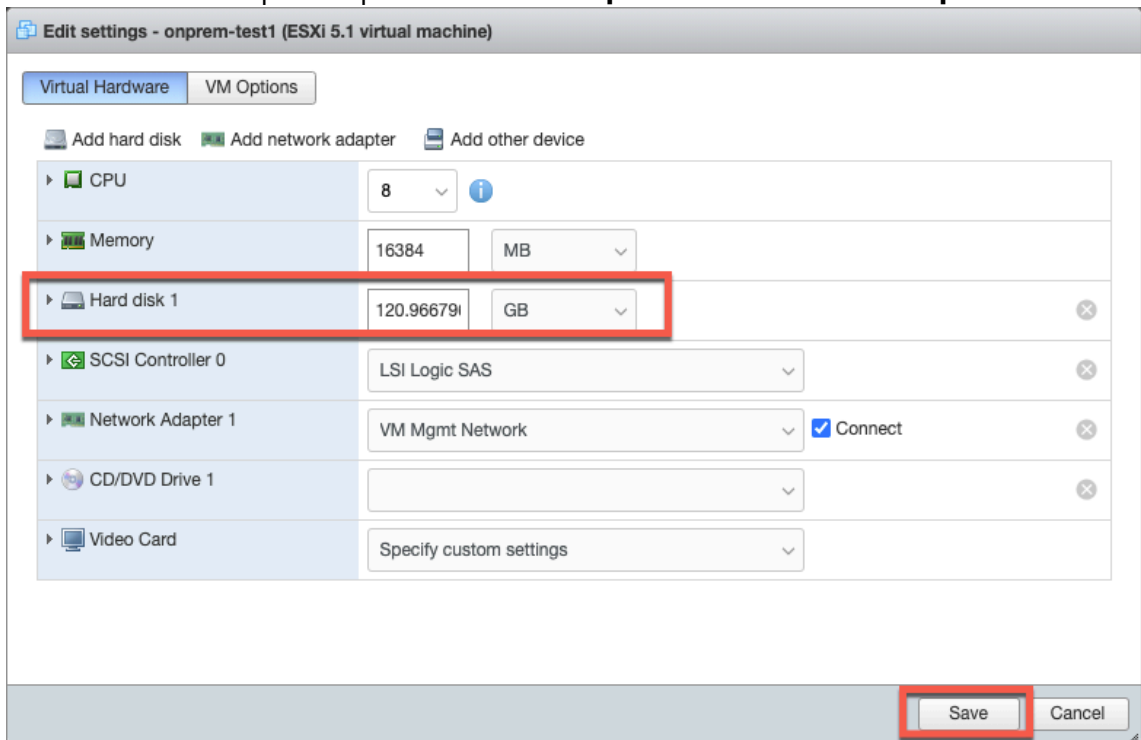 Edit settings - onprem-test1 (ESXi 5.1 virtual machine)
Virtual Hardware VM Options
Add hard disk Add network adapter Add other device
CPU 8
Memory 16384 MB
Hard disk 1 120.966796 GB
SCSI Controller 0 LSI Logic SAS
Network Adapter 1 VM Mgmt Network Connect
CD/DVD Drive 1
Video Card Specify custom settings
Save Cancel